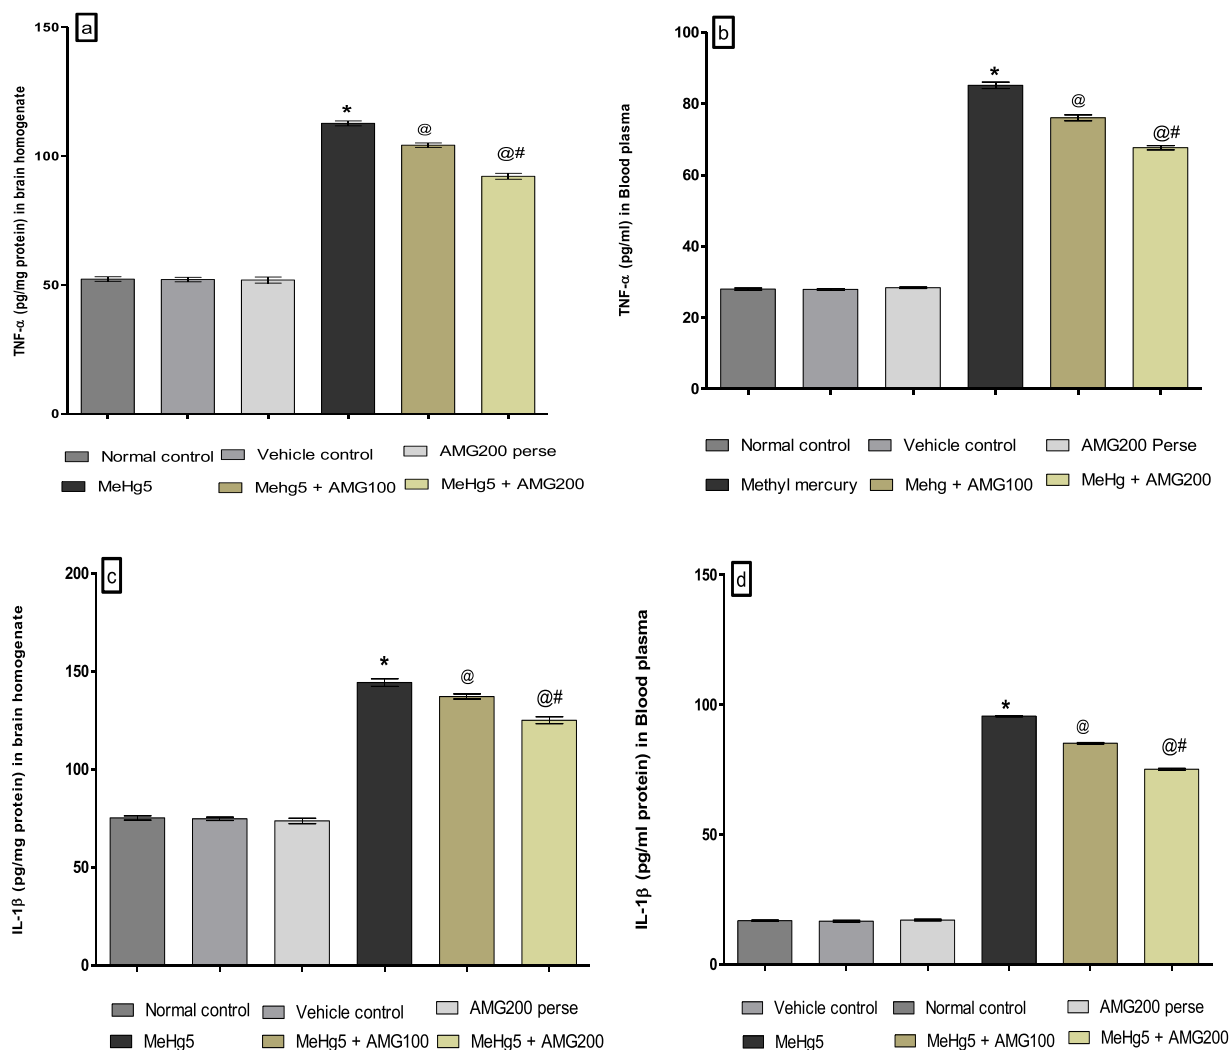 a
150
100
50
0
TNF-α (pg/mg protein) in brain homogenate
*
@
@#
Normal control Vehicle control AMG200 perse
MeHg5 Mehg5 + AMG100 MeHg5 + AMG200
b
100
80
60
40
20
0
TNF-α (pg/ml) in Blood plasma
*
@
@#
Normal control Vehicle control AMG200 Perse
Methyl mercury Mehg + AMG100 MeHg + AMG200
c
200
150
100
50
0
IL-1β (pg/mg protein) in brain homogenate
*
@
@#
Normal control Vehicle control AMG200 perse
MeHg5 MeHg5 + AMG100 MeHg5 + AMG200
d
150
100
50
0
IL-1β (pg/ml protein) in Blood plasma
*
@
@#
Vehicle control Normal control AMG200 perse
MeHg5 MeHg5 + AMG100 MeHg5 + AMG200